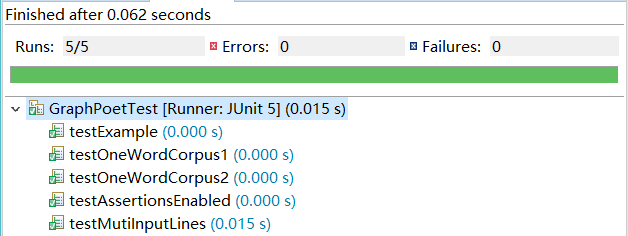 Finished after 0.062 seconds
Runs: 5/5 Errors: 0 Failures: 0
GraphPoetTest [Runner: JUnit 5] (0.015 s)
testExample (0.000 s)
testOneWordCorpus1 (0.000 s)
testOneWordCorpus2 (0.000 s)
testAssertionsEnabled (0.000 s)
testMutiInputLines (0.015 s)